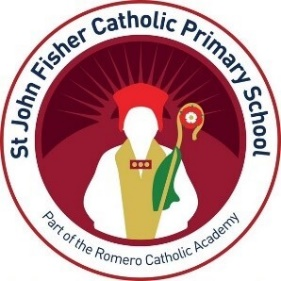 St John Fisher Catholic Primary School
Part of the Romero Catholic Academy